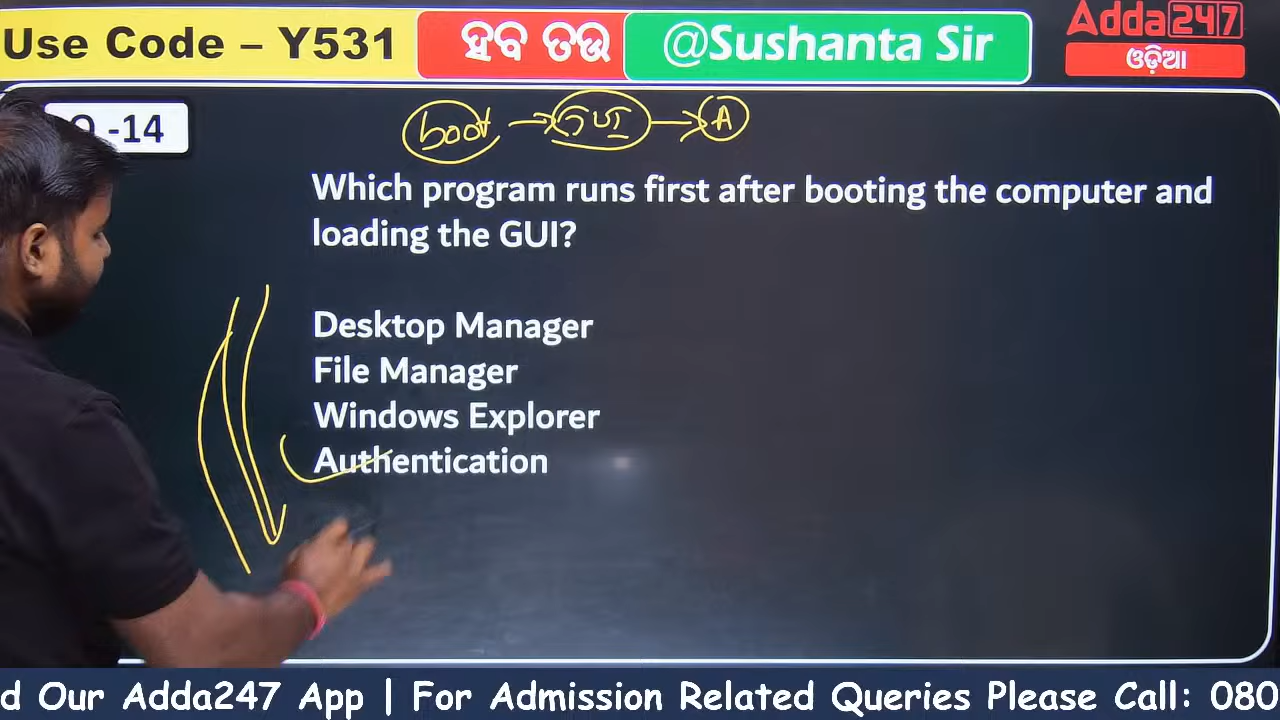 Use Code – Y531
ହବ ତଉ
@Sushanta Sir
Adda247
ଓଡ଼ିଆ
-14
boot → GUI → A
Which program runs first after booting the computer and
loading the GUI?
Desktop Manager
File Manager
Windows Explorer
Authentication
d Our Adda247 App | For Admission Related Queries Please Call: 080